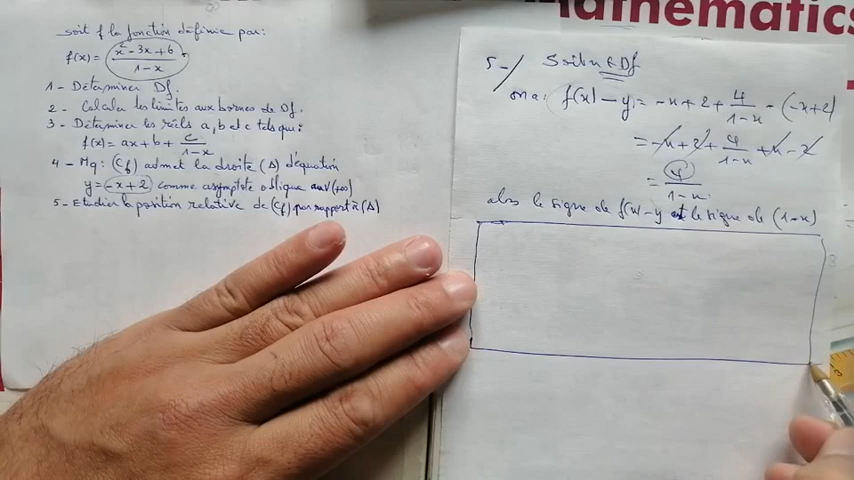 Mathematics
soit f la fonction définie par:
f(x) = (x² - 3x + 6)/(1 - x)
1 - Déterminer Df.
2 - Calculer les limites aux bornes de Df.
3 - Déterminer les réels a, b et c tels que:
f(x) = ax + b + c/(1 - x)
4 - Mq: (Cf) admet la droite (Δ) d'équation
y = -x + 2 comme asymptote oblique au v(±∞)
5 - Etudier la position relative de (Cf) par rapport à (Δ)
5 - / Soit x ∈ Df
on a: f(x) - y = -x + 2 + 4/(1 - x) - (-x + 2)
= -x + 2 + 4/(1 - x) + x - 2
= 4/(1 - x)
alors le signe de f(x) - y est le signe de (1 - x)